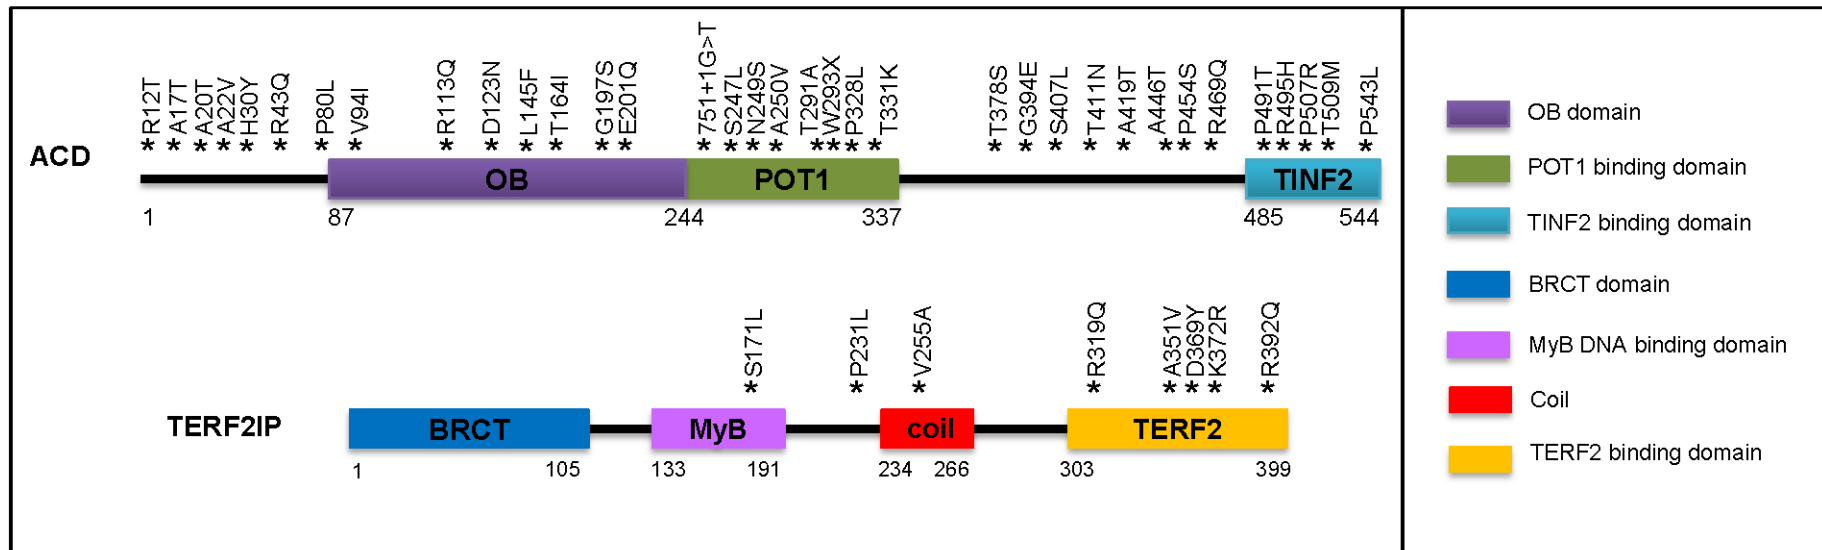 R12T
A17T
A20T
A22V
H30Y
R43Q
P80L
V94I
R113Q
D123N
L145F
T164I
G197S
E201Q
751+1G>T
S247L
N249S
A250V
T291A
W293X
P328L
T331K
T378S
G394E
S407L
T411N
A419T
A446T
P454S
R469Q
P491T
R495H
P507R
T509M
P543L
* * * * * * * * * * * * * * * * * * * * * * * * * * * * * * * * * * *
ACD
OB POT1 TINF2
1 87 244 337 485 544
S171L
P231L
V255A
R319Q
A351V
D369Y
K372R
R392Q
* * * * * * * *
TERF2IP
BRCT MyB coil TERF2
1 105 133 191 234 266 303 399
OB domain
POT1 binding domain
TINF2 binding domain
BRCT domain
MyB DNA binding domain
Coil
TERF2 binding domain